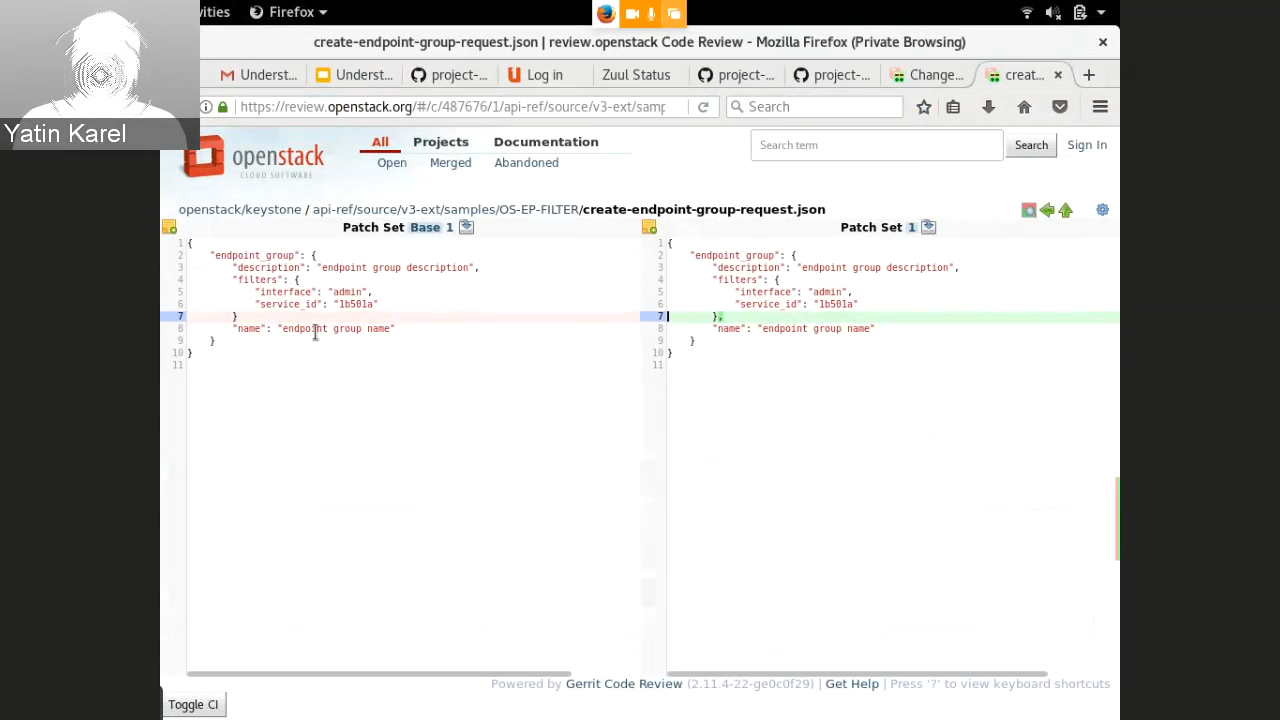 vities
Firefox
Yatin Karel
create-endpoint-group-request.json | review.openstack Code Review - Mozilla Firefox (Private Browsing)
Underst...
Underst...
project-...
Log in
Zuul Status
project-...
project-...
Change...
creat...
https://review.openstack.org/#/c/487676/1/api-ref/source/v3-ext/samp
Search
openstack
CLOUD SOFTWARE
All Projects Documentation
Open Merged Abandoned
Search term
Search
Sign In
openstack/keystone / api-ref/source/v3-ext/samples/OS-EP-FILTER/create-endpoint-group-request.json
Patch Set Base 1
1 {
2 "endpoint_group": {
3 "description": "endpoint group description",
4 "filters": {
5 "interface": "admin",
6 "service_id": "1b501a"
7 }
8 "name": "endpoint group name"
9 }
10 }
11
Patch Set 1
1 {
2 "endpoint_group": {
3 "description": "endpoint group description",
4 "filters": {
5 "interface": "admin",
6 "service_id": "1b501a"
7 },
8 "name": "endpoint group name"
9 }
10 }
11
Powered by Gerrit Code Review (2.11.4-22-ge0c0f29) | Get Help | Press '?' to view keyboard shortcuts
Toggle CI